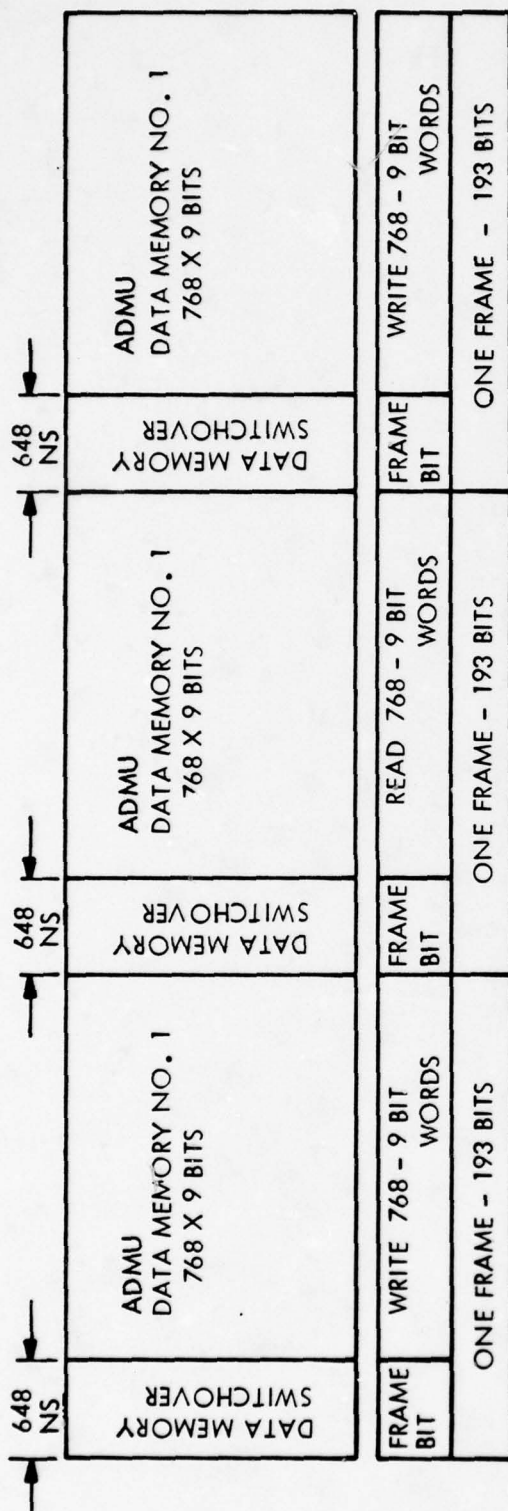 648
NS
648
NS
648
NS
DATA MEMORY
SWITCHOVER
ADMU
DATA MEMORY NO. 1
768 X 9 BITS
DATA MEMORY
SWITCHOVER
ADMU
DATA MEMORY NO. 1
768 X 9 BITS
DATA MEMORY
SWITCHOVER
ADMU
DATA MEMORY NO. 1
768 X 9 BITS
FRAME
BIT
WRITE 768 - 9 BIT
WORDS
FRAME
BIT
READ 768 - 9 BIT
WORDS
FRAME
BIT
WRITE 768 - 9 BIT
WORDS
ONE FRAME - 193 BITS
ONE FRAME - 193 BITS
ONE FRAME - 193 BITS